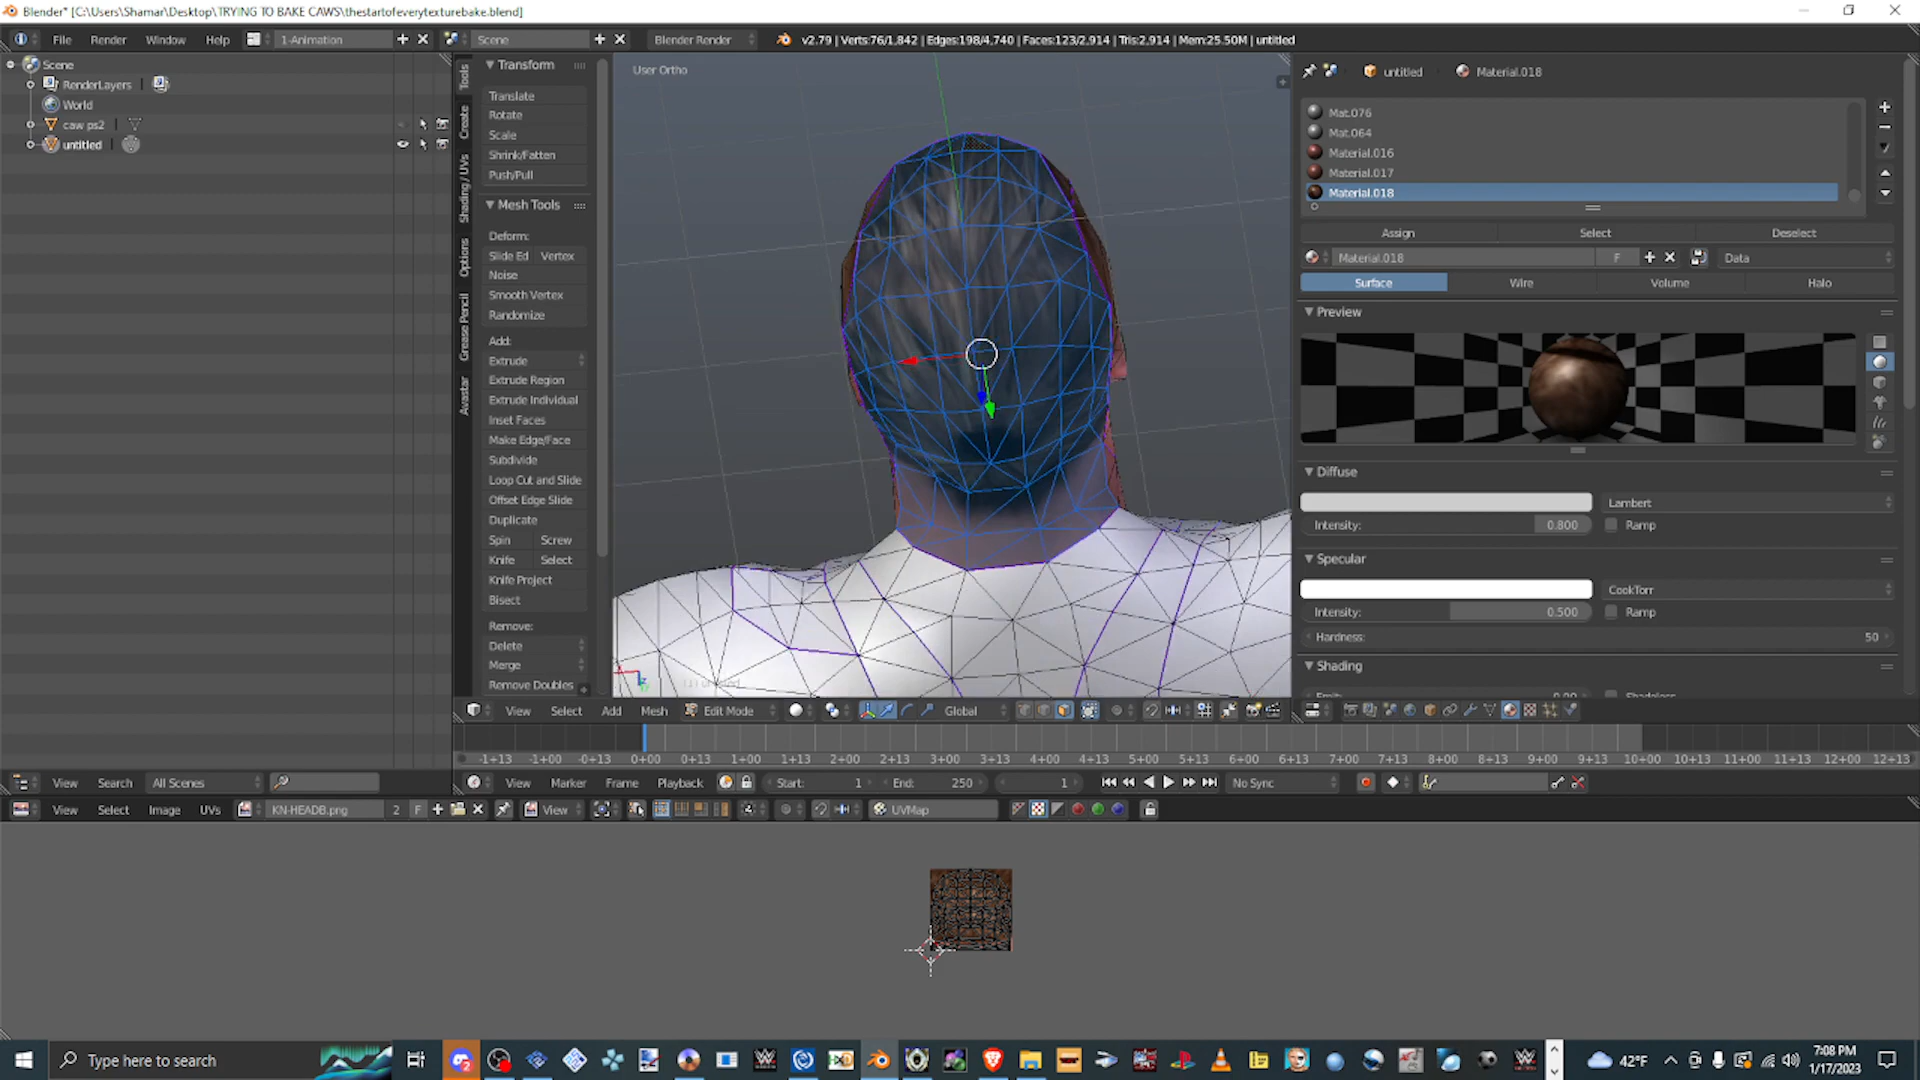 Blender* [C:\Users\Shamar\Desktop\TRYING TO BAKE CAWS\thestartofeverytexturebake.blend]
File Render Window Help 1-Animation Scene Blender Render v2.79 | Verts:76/1,842 | Edges:198/4,740 | Faces:123/2,914 | Tris:2,914 | Mem:25.50M | untitled
Scene
RenderLayers
World
caw ps2
untitled
Tools
Create
Shading / UVs
Options
Grease Pencil
Avastar
Transform
Translate
Rotate
Scale
Shrink/Fatten
Push/Pull
Mesh Tools
Deform:
Slide Ed Vertex
Noise
Smooth Vertex
Randomize
Add:
Extrude
Extrude Region
Extrude Individual
Inset Faces
Make Edge/Face
Subdivide
Loop Cut and Slide
Offset Edge Slide
Duplicate
Spin Screw
Knife Select
Knife Project
Bisect
Remove:
Delete
Merge
Remove Doubles
User Ortho
untitled Material.018
Mat.076
Mat.064
Material.016
Material.017
Material.018
Assign Select Deselect
Material.018 F Data
Surface Wire Volume Halo
Preview
Diffuse
Lambert
Intensity: 0.800 Ramp
Specular
CookTorr
Intensity: 0.500 Ramp
Hardness: 50
Shading
View Select Add Mesh Edit Mode Global
-1+13 -1+00 -0+13 0+00 0+13 1+00 1+13 2+00 2+13 3+00 3+13 4+00 4+13 5+00 5+13 6+00 6+13 7+00 7+13 8+00 8+13 9+00 9+13 10+00 10+13 11+00 11+13 12+00 12+13
View Search All Scenes View Marker Frame Playback Start: 1 End: 250 1 No Sync
View Select Image UVs KN-HEADB.png 2 F View UVMap
Type here to search 42°F 7:08 PM
1/17/2023